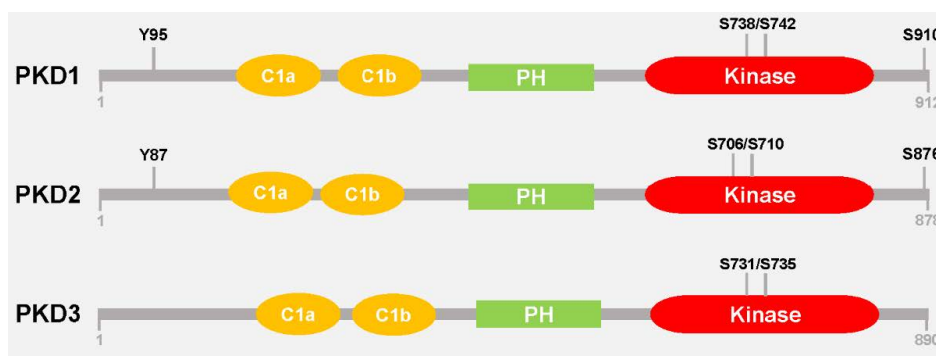 S738/S742
Y95 S910
PKD1 C1a C1b PH Kinase
1 912
S706/S710
Y87 S876
PKD2 C1a C1b PH Kinase
1 878
S731/S735
PKD3 C1a C1b PH Kinase
1 890